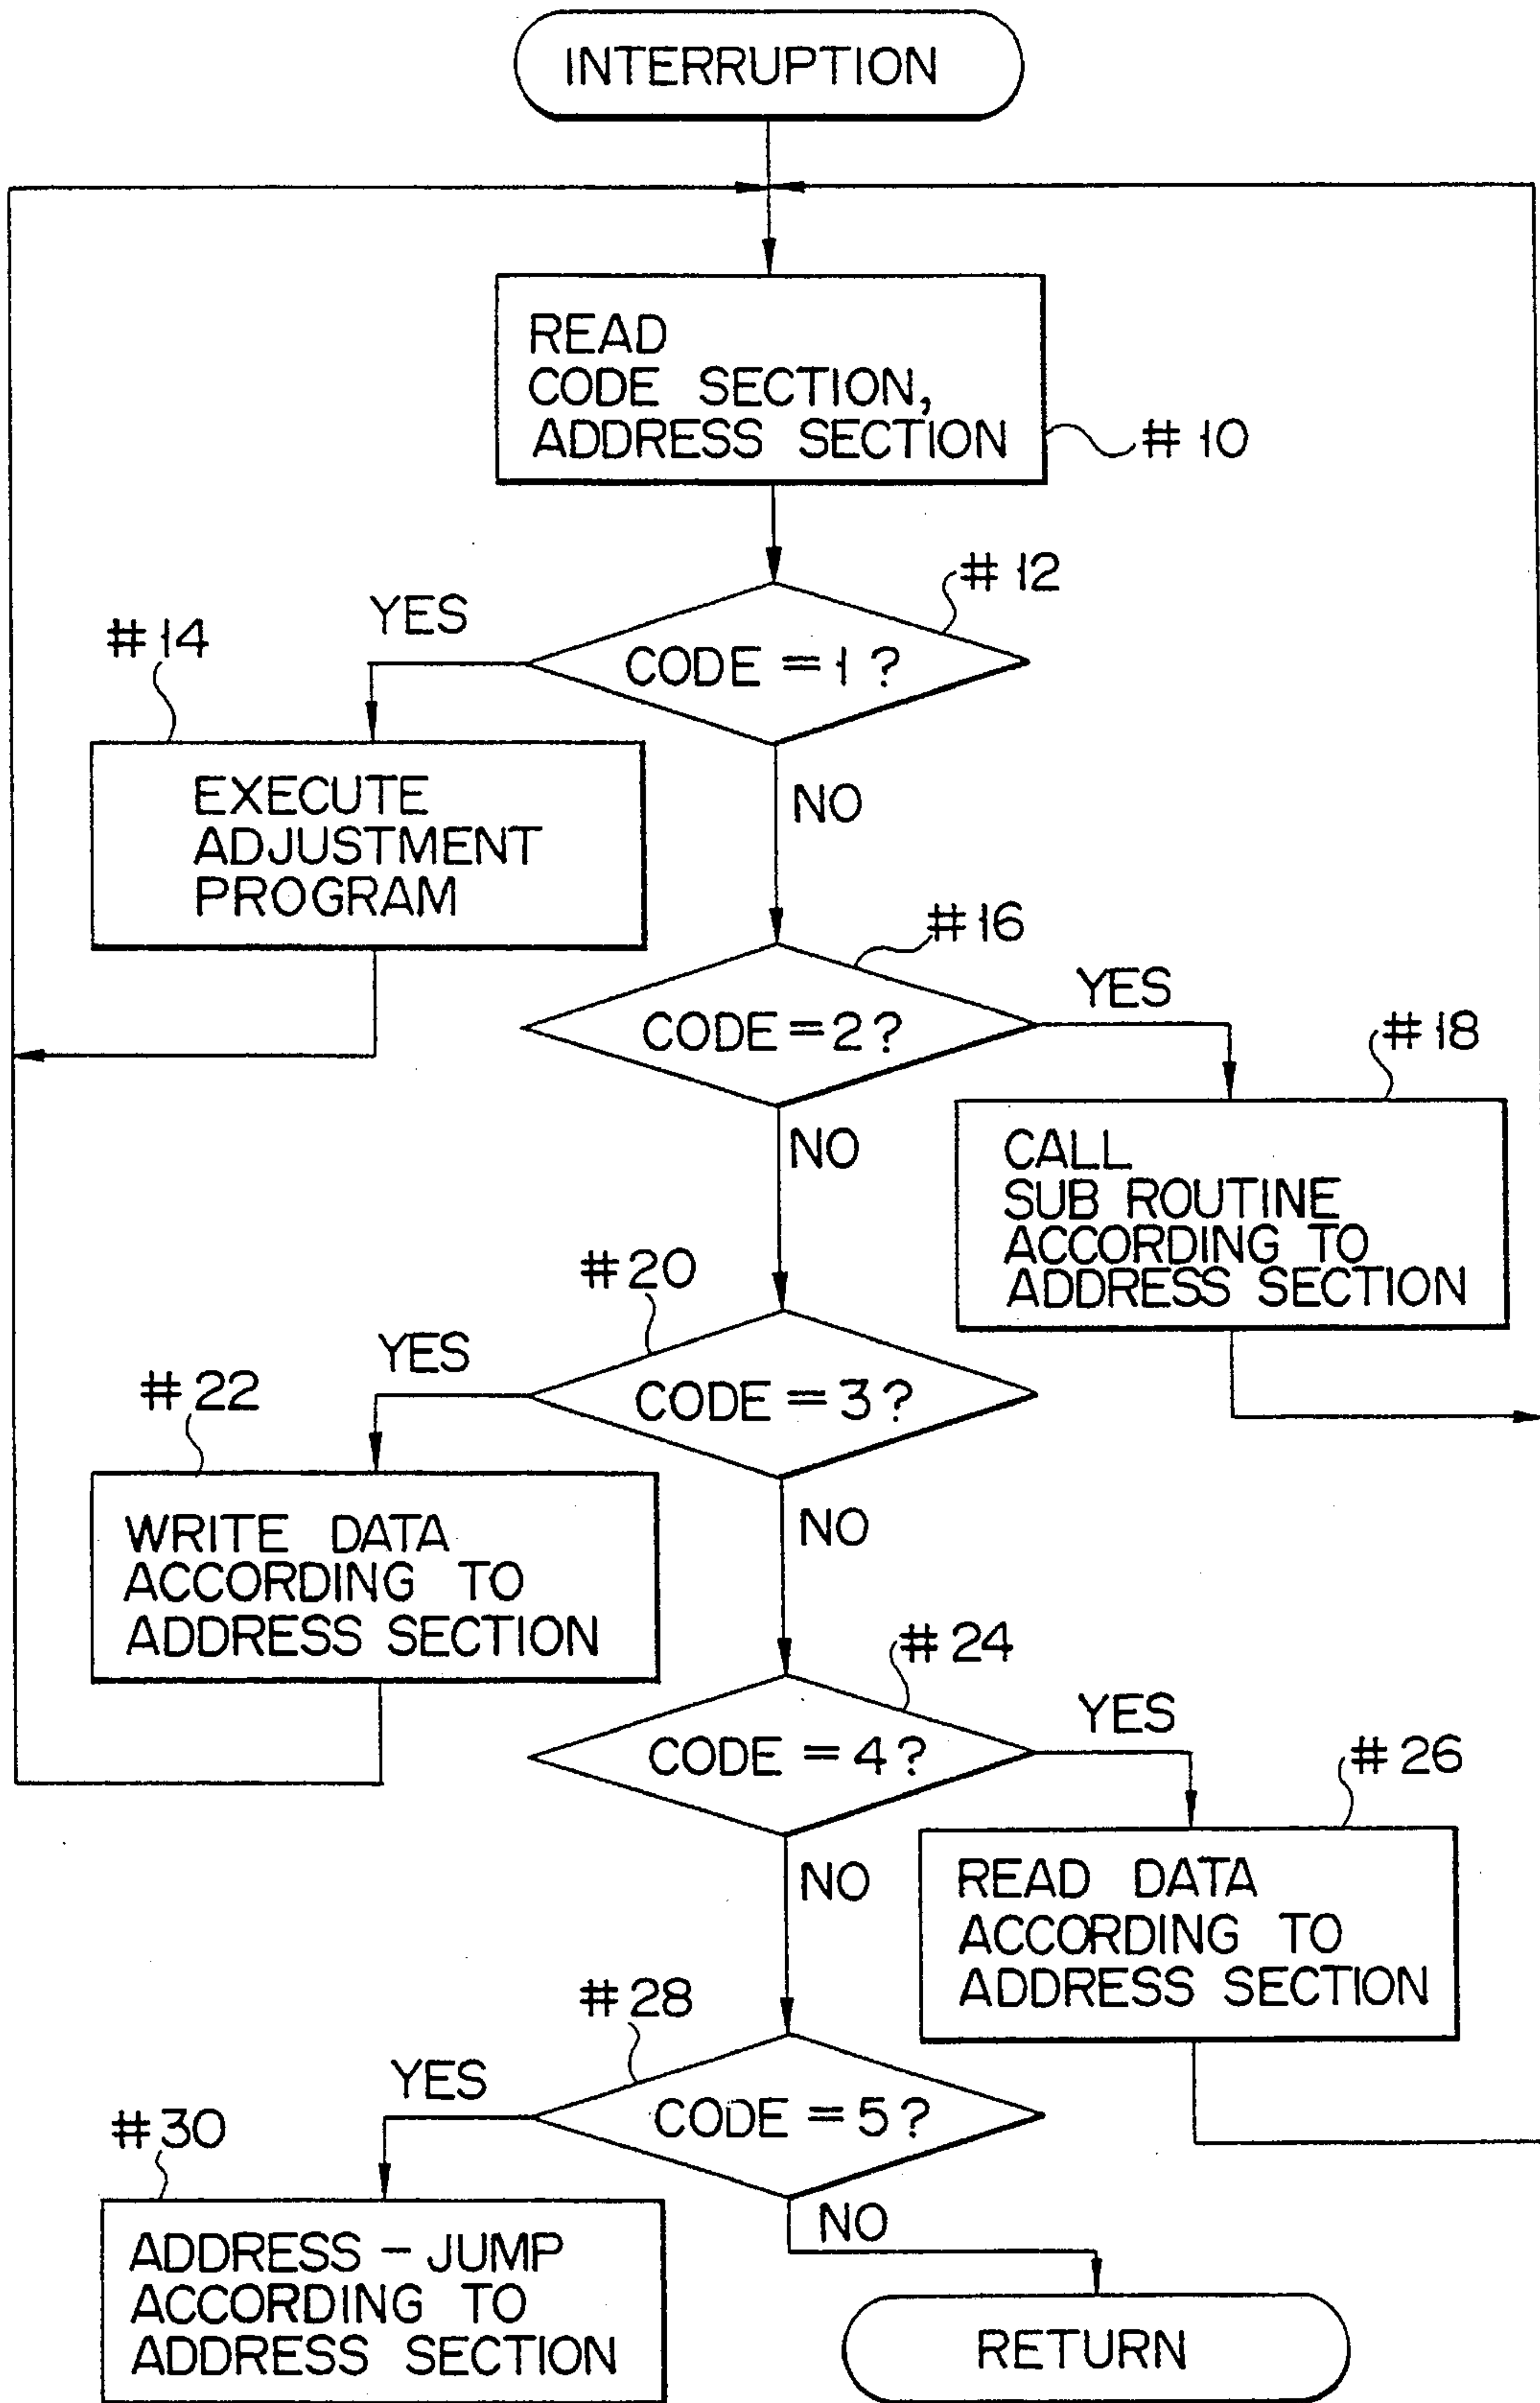 INTERRUPTION
READ
CODE SECTION,
ADDRESS SECTION
#10
#12
YES
CODE = 1 ?
#14
EXECUTE
ADJUSTMENT
PROGRAM
NO
#16
YES
CODE = 2 ?
#18
CALL
SUB ROUTINE
ACCORDING TO
ADDRESS SECTION
NO
#20
YES
CODE = 3 ?
#22
WRITE DATA
ACCORDING TO
ADDRESS SECTION
NO
#24
YES
CODE = 4 ?
#26
READ DATA
ACCORDING TO
ADDRESS SECTION
NO
#28
YES
CODE = 5 ?
#30
ADDRESS - JUMP
ACCORDING TO
ADDRESS SECTION
NO
RETURN